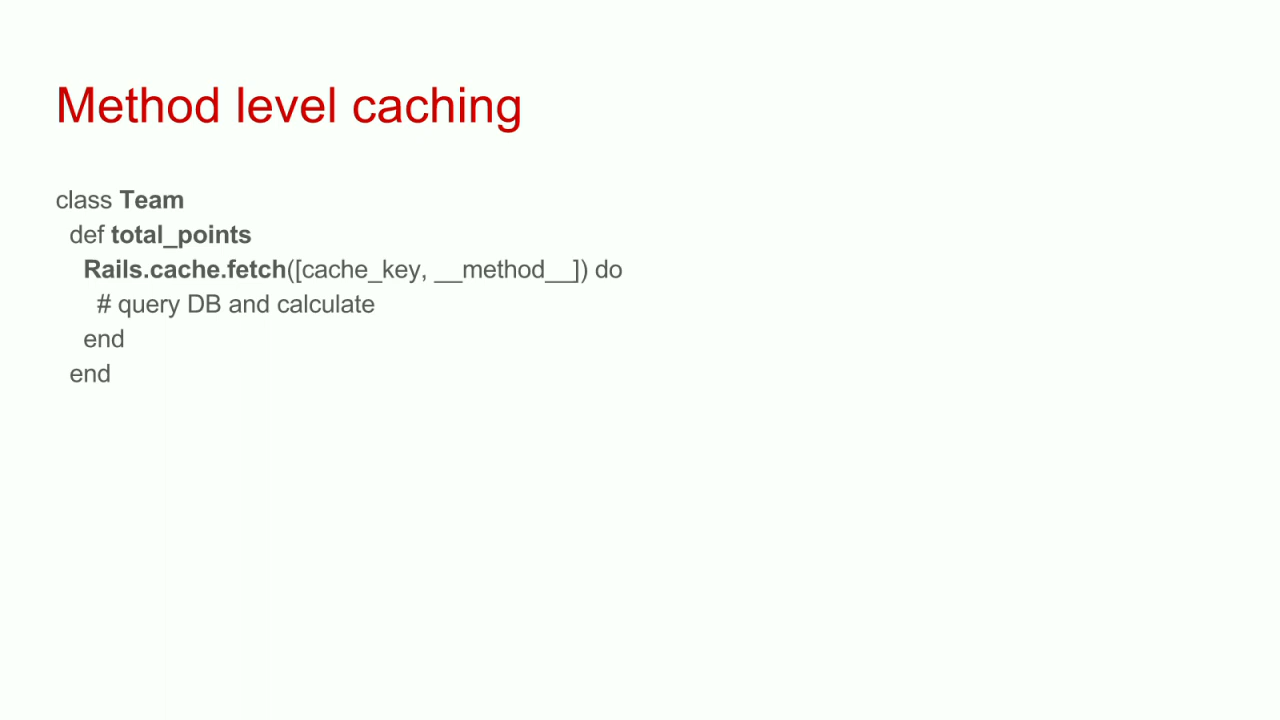 Method level caching
class Team
def total_points
Rails.cache.fetch([cache_key, __method__]) do
# query DB and calculate
end
end